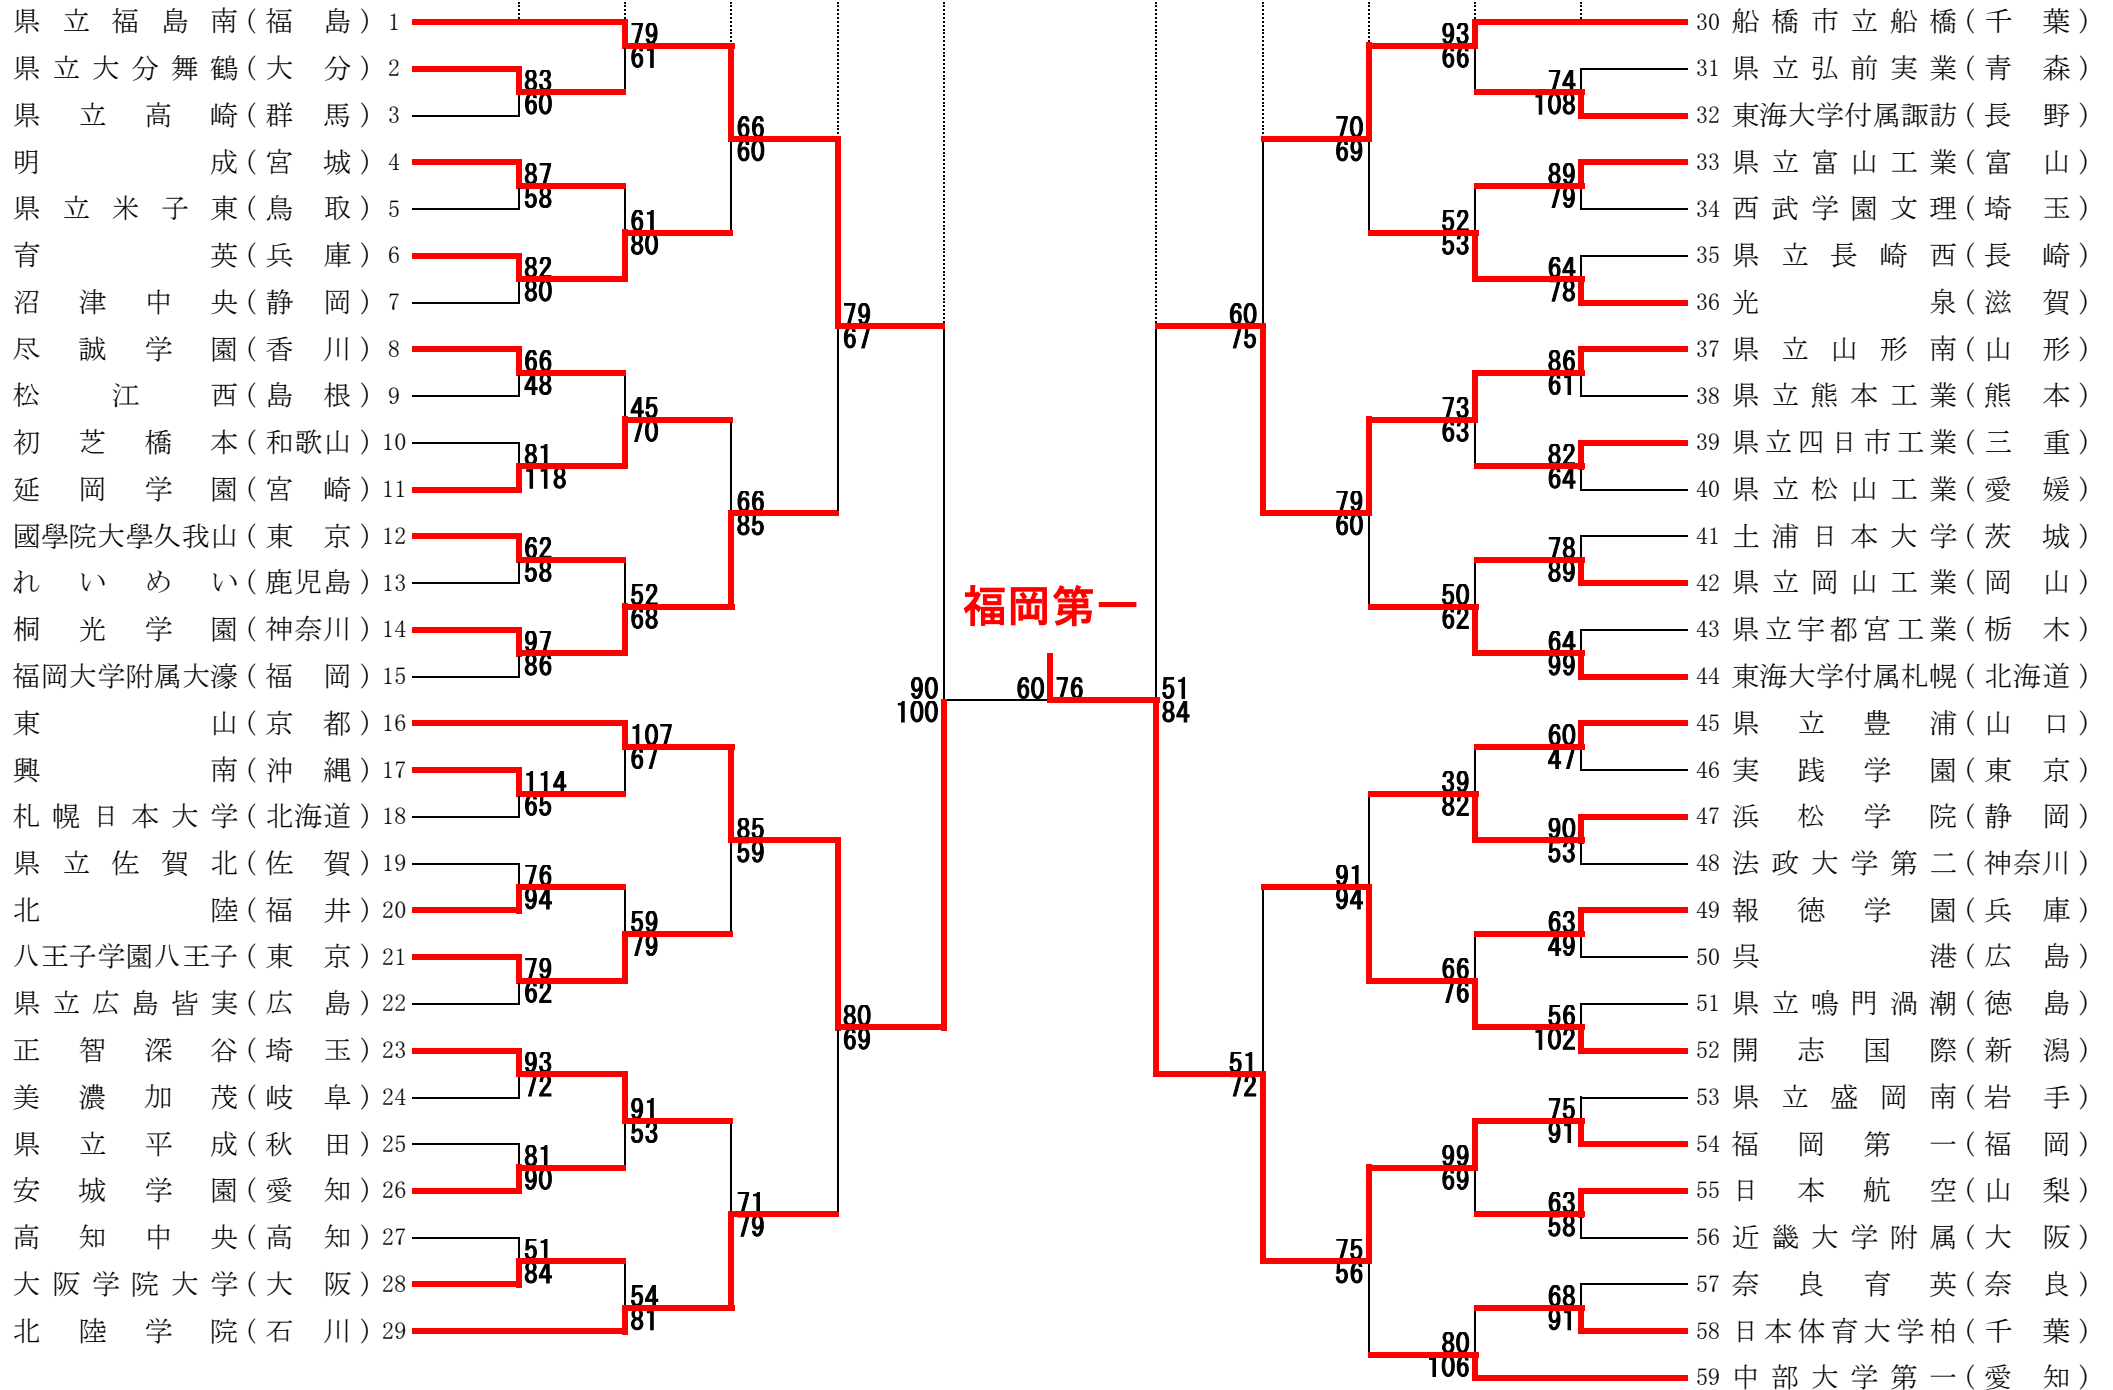 県立福島南(福島) 1
県立大分舞鶴(大分) 2
県立高崎(群馬) 3
明成(宮城) 4
県立米子東(鳥取) 5
育英(兵庫) 6
沼津中央(静岡) 7
尽誠学園(香川) 8
松江西(島根) 9
初芝橋本(和歌山) 10
延岡学園(宮崎) 11
國學院大學久我山(東京) 12
れいめい(鹿児島) 13
桐光学園(神奈川) 14
福岡大学附属大濠(福岡) 15
東山(京都) 16
興南(沖縄) 17
札幌日本大学(北海道) 18
県立佐賀北(佐賀) 19
北陸(福井) 20
八王子学園八王子(東京) 21
県立広島皆実(広島) 22
正智深谷(埼玉) 23
美濃加茂(岐阜) 24
県立平成(秋田) 25
安城学園(愛知) 26
高知中央(高知) 27
大阪学院大学(大阪) 28
北陸学院(石川) 29
83
60
87
58
82
80
66
48
81
118
62
58
97
86
114
65
76
94
79
62
93
72
81
90
51
84
79
61
61
80
45
70
52
68
107
67
59
79
91
53
54
81
66
60
66
85
85
59
71
79
79
67
80
69
90
100
福岡第一
60 76
51
84
60
75
51
72
70
69
79
60
91
94
75
56
93
66
52
53
73
63
50
62
39
82
66
76
99
69
80
106
74
108
89
79
64
78
86
61
82
64
78
89
64
99
60
47
90
53
63
49
56
102
75
91
63
58
68
91
30 船橋市立船橋(千葉)
31 県立弘前実業(青森)
32 東海大学付属諏訪(長野)
33 県立富山工業(富山)
34 西武学園文理(埼玉)
35 県立長崎西(長崎)
36 光泉(滋賀)
37 県立山形南(山形)
38 県立熊本工業(熊本)
39 県立四日市工業(三重)
40 県立松山工業(愛媛)
41 土浦日本大学(茨城)
42 県立岡山工業(岡山)
43 県立宇都宮工業(栃木)
44 東海大学付属札幌(北海道)
45 県立豊浦(山口)
46 実践学園(東京)
47 浜松学院(静岡)
48 法政大学第二(神奈川)
49 報徳学園(兵庫)
50 呉港(広島)
51 県立鳴門渦潮(徳島)
52 開志国際(新潟)
53 県立盛岡南(岩手)
54 福岡第一(福岡)
55 日本航空(山梨)
56 近畿大学附属(大阪)
57 奈良育英(奈良)
58 日本体育大学柏(千葉)
59 中部大学第一(愛知)